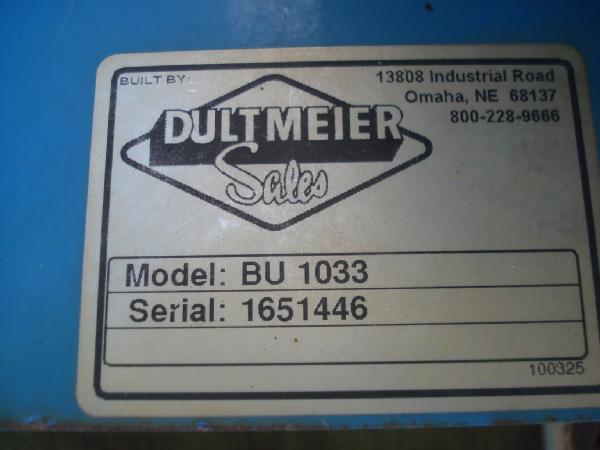 BUILT BY:
DULTMEIER
Sales
13808 Industrial Road
Omaha, NE 68137
800-228-9666
Model: BU 1033
Serial: 1651446
100325